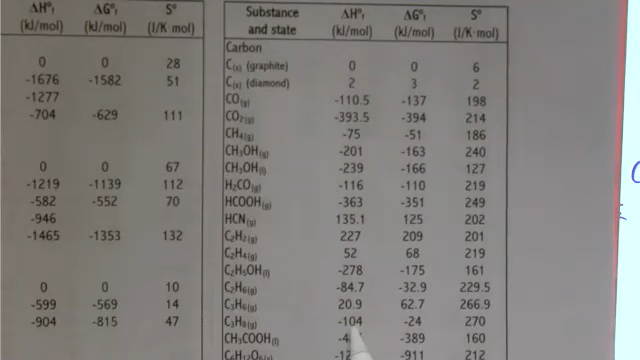 ΔH°f ΔG°f S°
(kJ/mol) (kJ/mol) (J/K·mol)
0 0 28
-1676 -1582 51
-1277
-704 -629 111
0 0 67
-1219 -1139 112
-582 -552 70
-946
-1465 -1353 132
0 0 10
-599 -569 14
-904 -815 47
Substance ΔH°f ΔG°f S°
and state (kJ/mol) (kJ/mol) (J/K·mol)
Carbon
C(s) (graphite) 0 0 6
C(s) (diamond) 2 3 2
CO(g) -110.5 -137 198
CO2(g) -393.5 -394 214
CH4(g) -75 -51 186
CH3OH(g) -201 -163 240
CH3OH(l) -239 -166 127
H2CO(g) -116 -110 219
HCOOH(g) -363 -351 249
HCN(g) 135.1 125 202
C2H2(g) 227 209 201
C2H4(g) 52 68 219
C2H5OH(l) -278 -175 161
C2H6(g) -84.7 -32.9 229.5
C3H6(g) 20.9 62.7 266.9
C3H8(g) -104 -24 270
CH3COOH(l) -389 160
C6H12O6(s) -911 212